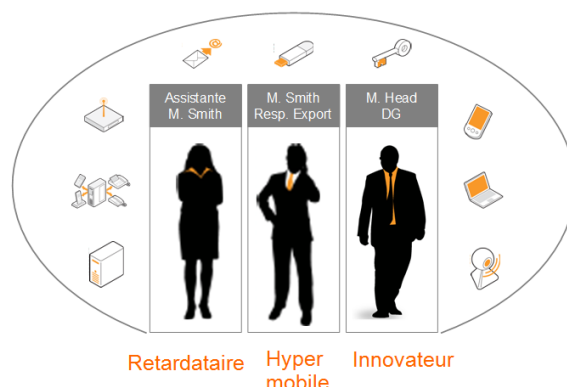 Assistante
M. Smith
M. Smith
Resp. Export
M. Head
DG
Retardataire
Hyper
mobile
Innovateur